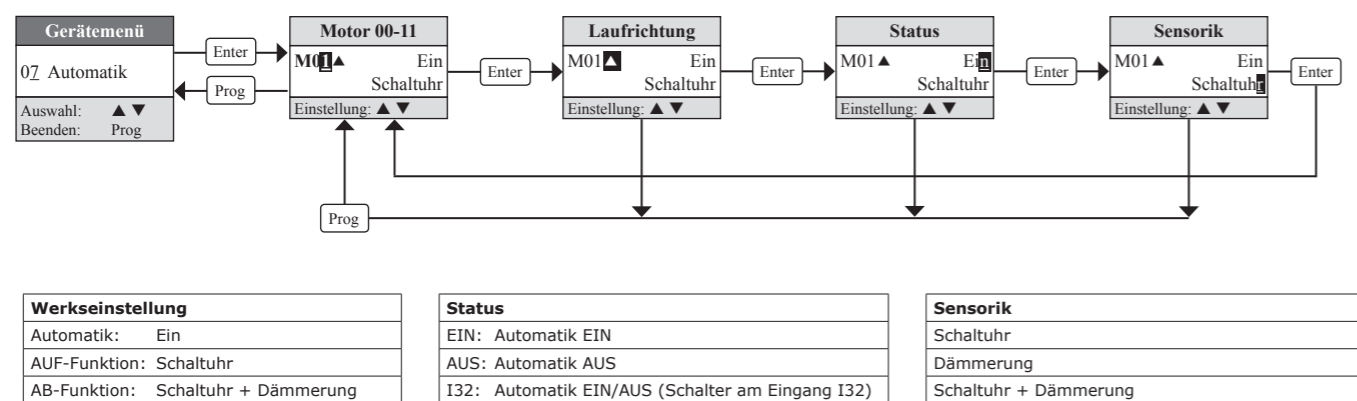 Gerätemenü
07 Automatik
Auswahl: ▲ ▼
Beenden: Prog
Enter
Prog
Motor 00-11
M01▲ Ein
Schaltuhr
Einstellung: ▲ ▼
Enter
Laufrichtung
M01▲ Ein
Schaltuhr
Einstellung: ▲ ▼
Enter
Status
M01▲ Ein
Schaltuhr
Einstellung: ▲ ▼
Enter
Sensorik
M01▲ Ein
Schaltuhr
Einstellung: ▲ ▼
Enter
Prog
Werkseinstellung
Automatik: Ein
AUF-Funktion: Schaltuhr
AB-Funktion: Schaltuhr + Dämmerung
Status
EIN: Automatik EIN
AUS: Automatik AUS
I32: Automatik EIN/AUS (Schalter am Eingang I32)
Sensorik
Schaltuhr
Dämmerung
Schaltuhr + Dämmerung